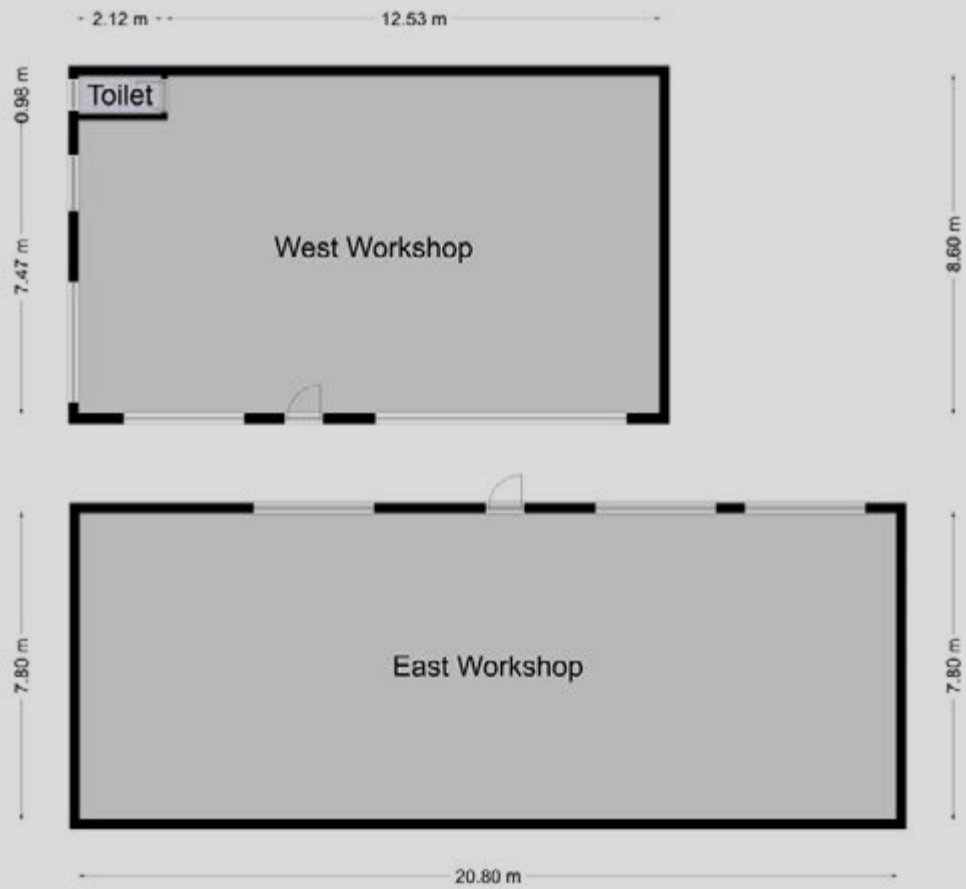 2.12 m
12.53 m
0.98 m
Toilet
7.47 m
West Workshop
8.60 m
7.80 m
East Workshop
7.80 m
20.80 m